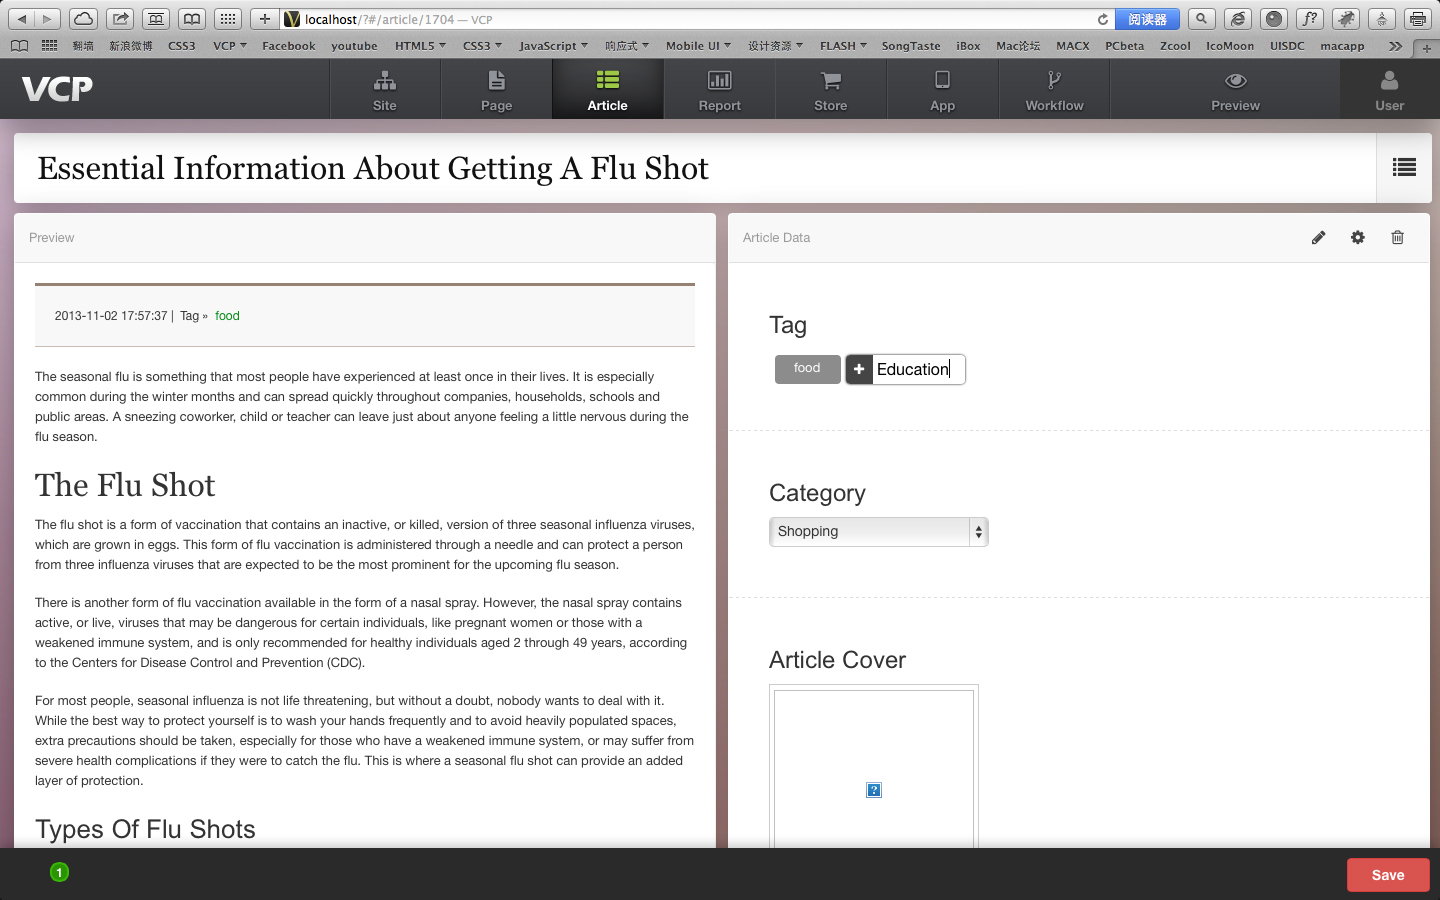 localhost/?#/article/1704 — VCP
阅读器
翻墙 新浪微博 CSS3 VCP Facebook youtube HTML5 CSS3 JavaScript 响应式 Mobile UI 设计资源 FLASH SongTaste iBox Mac论坛 MACX PCbeta Zcool IcoMoon UISDC macapp
VCP
Site Page Article Report Store App Workflow Preview User
Essential Information About Getting A Flu Shot
Preview
2013-11-02 17:57:37 | Tag » food
The seasonal flu is something that most people have experienced at least once in their lives. It is especially
common during the winter months and can spread quickly throughout companies, households, schools and
public areas. A sneezing coworker, child or teacher can leave just about anyone feeling a little nervous during the
flu season.
The Flu Shot
The flu shot is a form of vaccination that contains an inactive, or killed, version of three seasonal influenza viruses,
which are grown in eggs. This form of flu vaccination is administered through a needle and can protect a person
from three influenza viruses that are expected to be the most prominent for the upcoming flu season.
There is another form of flu vaccination available in the form of a nasal spray. However, the nasal spray contains
active, or live, viruses that may be dangerous for certain individuals, like pregnant women or those with a
weakened immune system, and is only recommended for healthy individuals aged 2 through 49 years, according
to the Centers for Disease Control and Prevention (CDC).
For most people, seasonal influenza is not life threatening, but without a doubt, nobody wants to deal with it.
While the best way to protect yourself is to wash your hands frequently and to avoid heavily populated spaces,
extra precautions should be taken, especially for those who have a weakened immune system, or may suffer from
severe health complications if they were to catch the flu. This is where a seasonal flu shot can provide an added
layer of protection.
Types Of Flu Shots
Article Data
Tag
food Education
Category
Shopping
Article Cover
1
Save